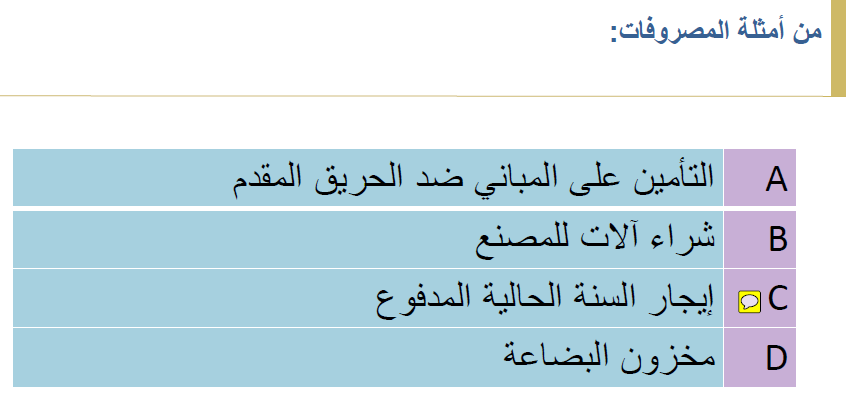 من أمثلة المصروفات:
A التأمين على المباني ضد الحريق المقدم
B شراء آلات للمصنع
C إيجار السنة الحالية المدفوع
D مخزون البضاعة